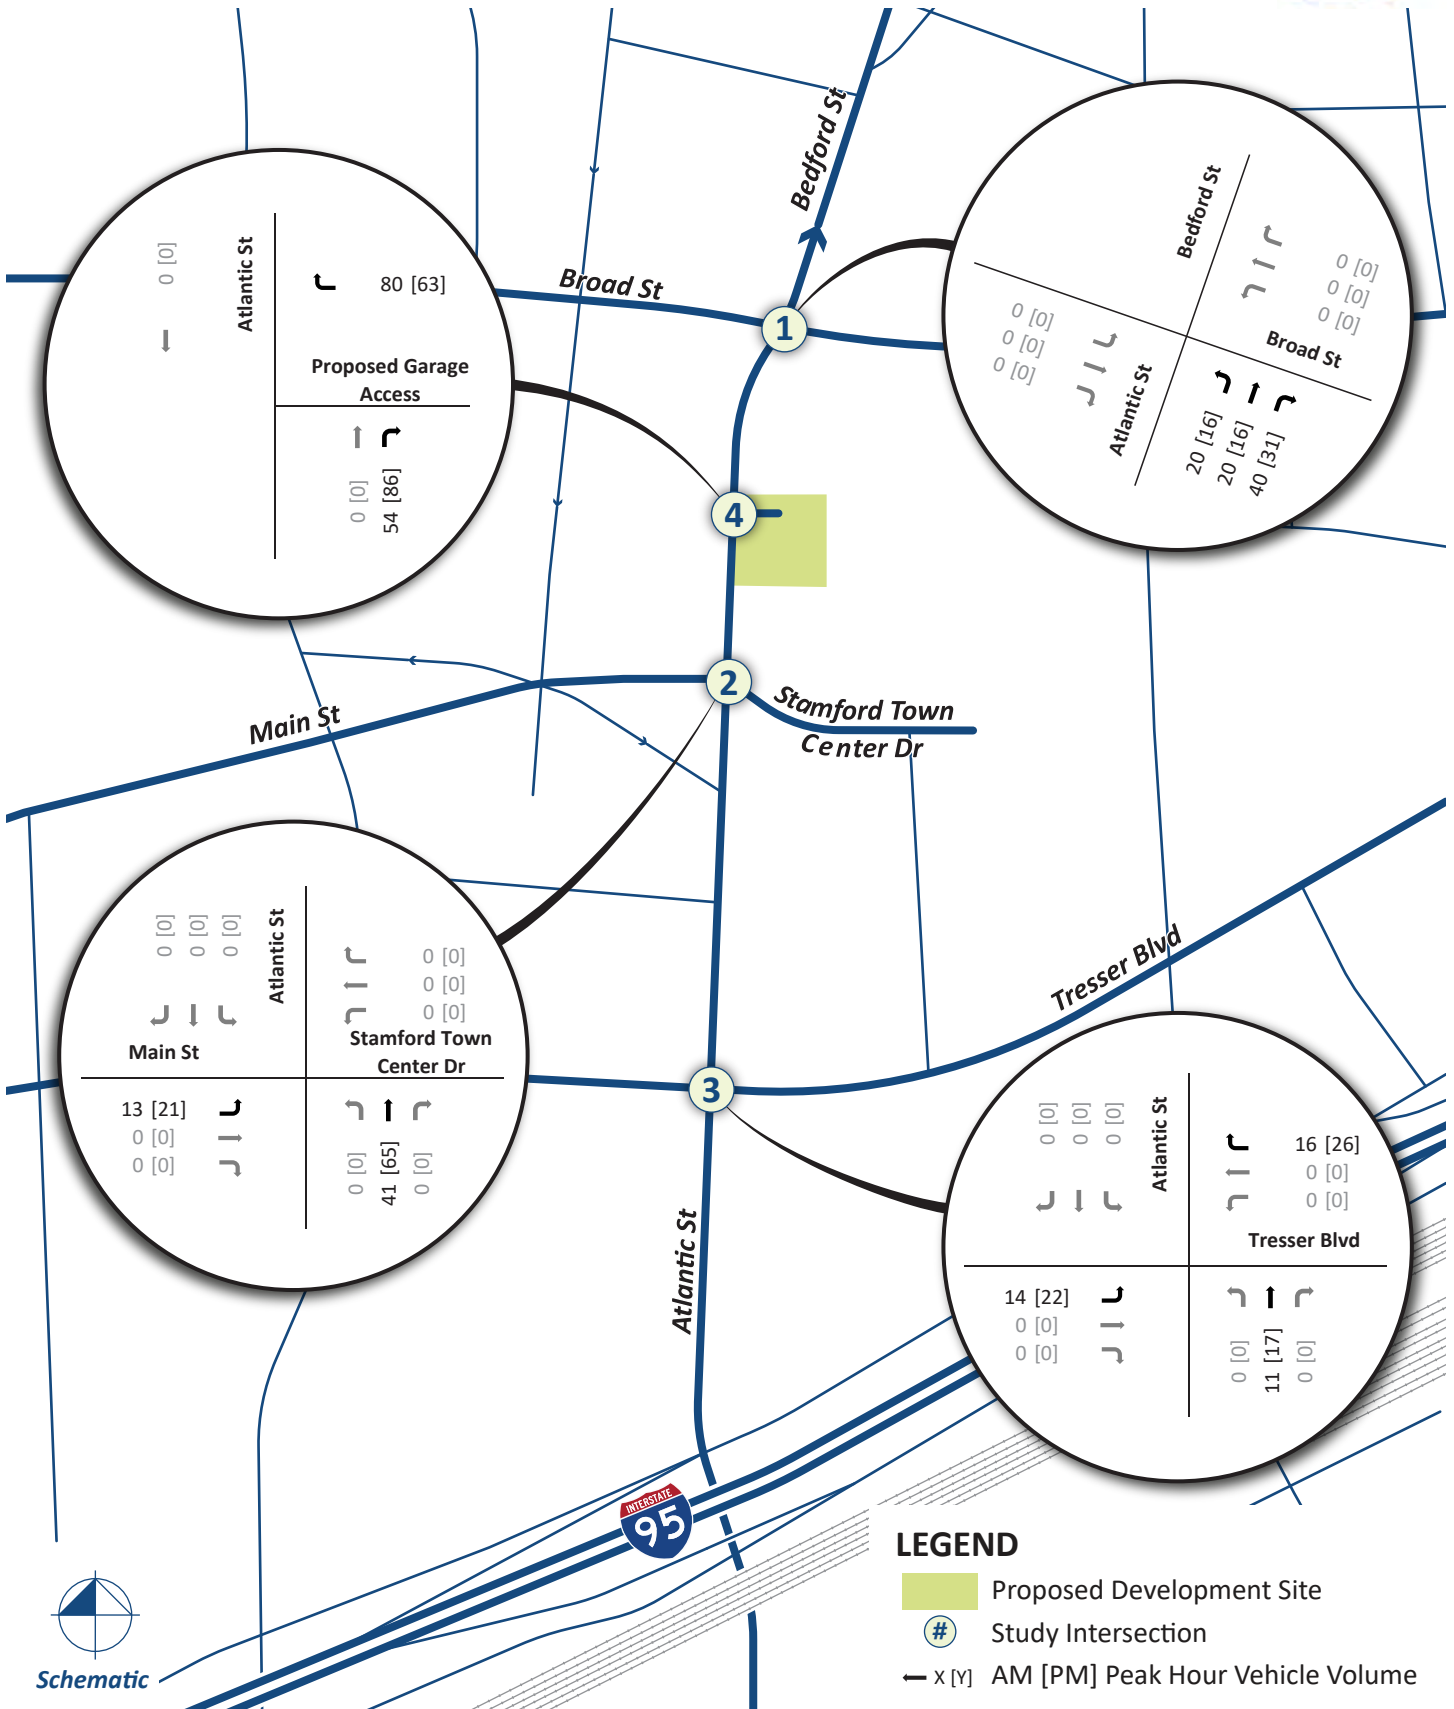 Bedford St
Broad St
1
4
2
3
Main St
Stamford Town
Center Dr
Tresser Blvd
Atlantic St
INTERSTATE
95
0 [0]
Atlantic St
80 [63]
Proposed Garage
Access
0 [0]
54 [86]
Bedford St
0 [0]
0 [0]
0 [0]
Broad St
0 [0]
0 [0]
0 [0]
Atlantic St
20 [16]
20 [16]
40 [31]
0 [0]
0 [0]
0 [0]
Atlantic St
0 [0]
0 [0]
0 [0]
Main St
Stamford Town
Center Dr
13 [21]
0 [0]
0 [0]
0 [0]
41 [65]
0 [0]
0 [0]
0 [0]
0 [0]
Atlantic St
16 [26]
0 [0]
0 [0]
Tresser Blvd
14 [22]
0 [0]
0 [0]
0 [0]
11 [17]
0 [0]
Schematic
LEGEND
Proposed Development Site
# Study Intersection
X [Y] AM [PM] Peak Hour Vehicle Volume